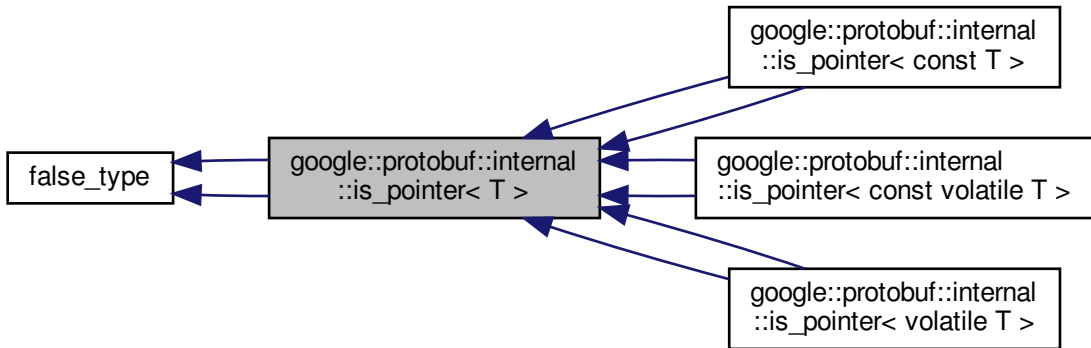 false_type
google::protobuf::internal
::is_pointer< T >
google::protobuf::internal
::is_pointer< const T >
google::protobuf::internal
::is_pointer< const volatile T >
google::protobuf::internal
::is_pointer< volatile T >